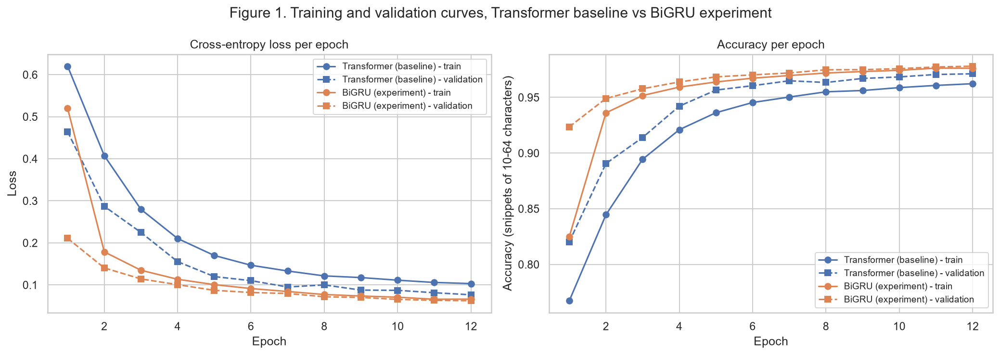 Figure 1. Training and validation curves, Transformer baseline vs BiGRU experiment
Cross-entropy loss per epoch
Loss
0.6
0.5
0.4
0.3
0.2
0.1
Transformer (baseline) - train
Transformer (baseline) - validation
BiGRU (experiment) - train
BiGRU (experiment) - validation
2 4 6 8 10 12
Epoch
Accuracy per epoch
Accuracy (snippets of 10-64 characters)
0.95
0.90
0.85
0.80
Transformer (baseline) - train
Transformer (baseline) - validation
BiGRU (experiment) - train
BiGRU (experiment) - validation
2 4 6 8 10 12
Epoch